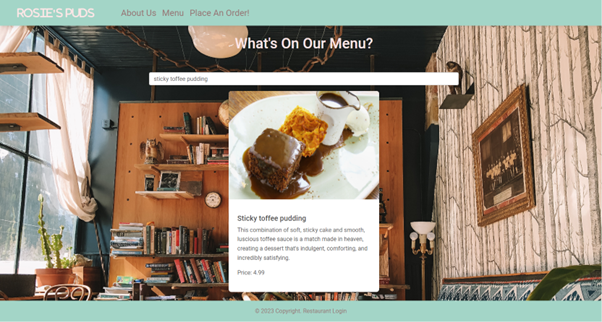 ROSIE'S PUDS
About Us Menu Place An Order!
What's On Our Menu?
sticky toffee pudding
Sticky toffee pudding
This combination of soft, sticky cake and smooth,
luscious toffee sauce is a match made in heaven,
creating a dessert that's indulgent, comforting, and
incredibly satisfying.
Price: 4.99
© 2023 Copyright. Restaurant Login